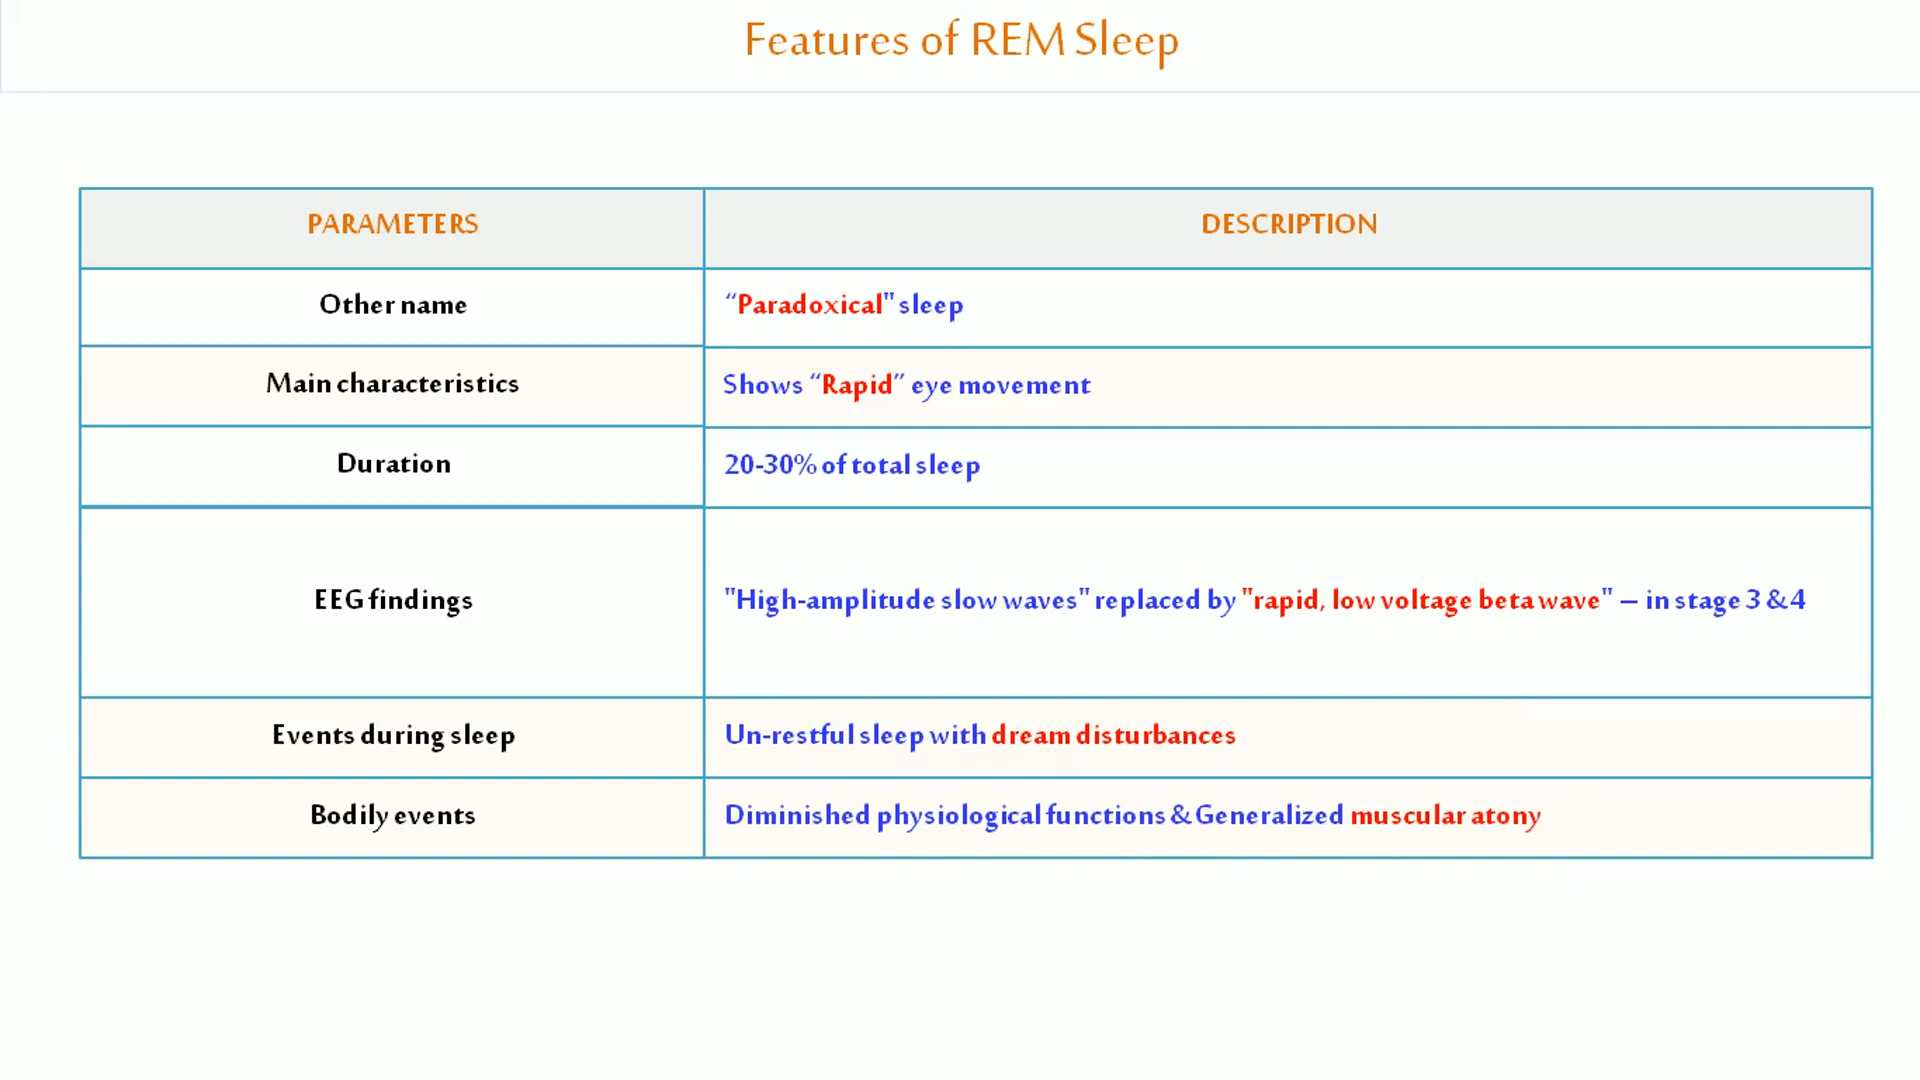 Features of REM Sleep
PARAMETERS
DESCRIPTION
Other name
“Paradoxical" sleep
Main characteristics
Shows “Rapid” eye movement
Duration
20-30% of total sleep
EEG findings
"High-amplitude slow waves" replaced by "rapid, low voltage beta wave" – in stage 3 & 4
Events during sleep
Un-restful sleep with dream disturbances
Bodily events
Diminished physiological functions & Generalized muscular atony